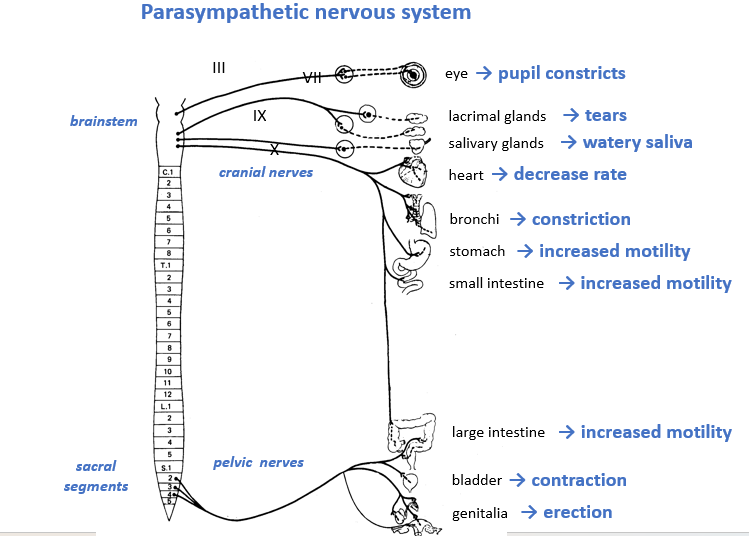 Parasympathetic nervous system
III
VII
eye → pupil constricts
brainstem
IX
lacrimal glands → tears
X
salivary glands → watery saliva
cranial nerves
heart → decrease rate
bronchi → constriction
stomach → increased motility
small intestine → increased motility
C.1
2
3
4
5
6
7
8
T.1
2
3
4
5
6
7
8
9
10
11
12
L.1
2
3
4
5
S.1
2
3
4
5
large intestine → increased motility
sacral
segments
pelvic nerves
bladder → contraction
genitalia → erection